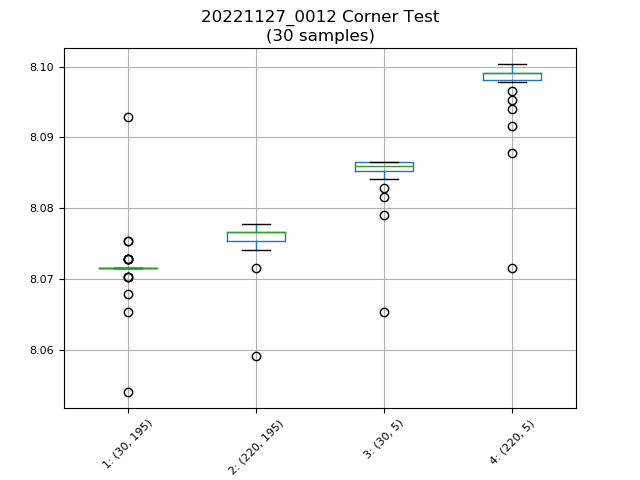 20221127_0012 Corner Test
(30 samples)
8.10
8.09
8.08
8.07
8.06
1: (30, 195)
2: (220, 195)
3: (30, 5)
4: (220, 5)